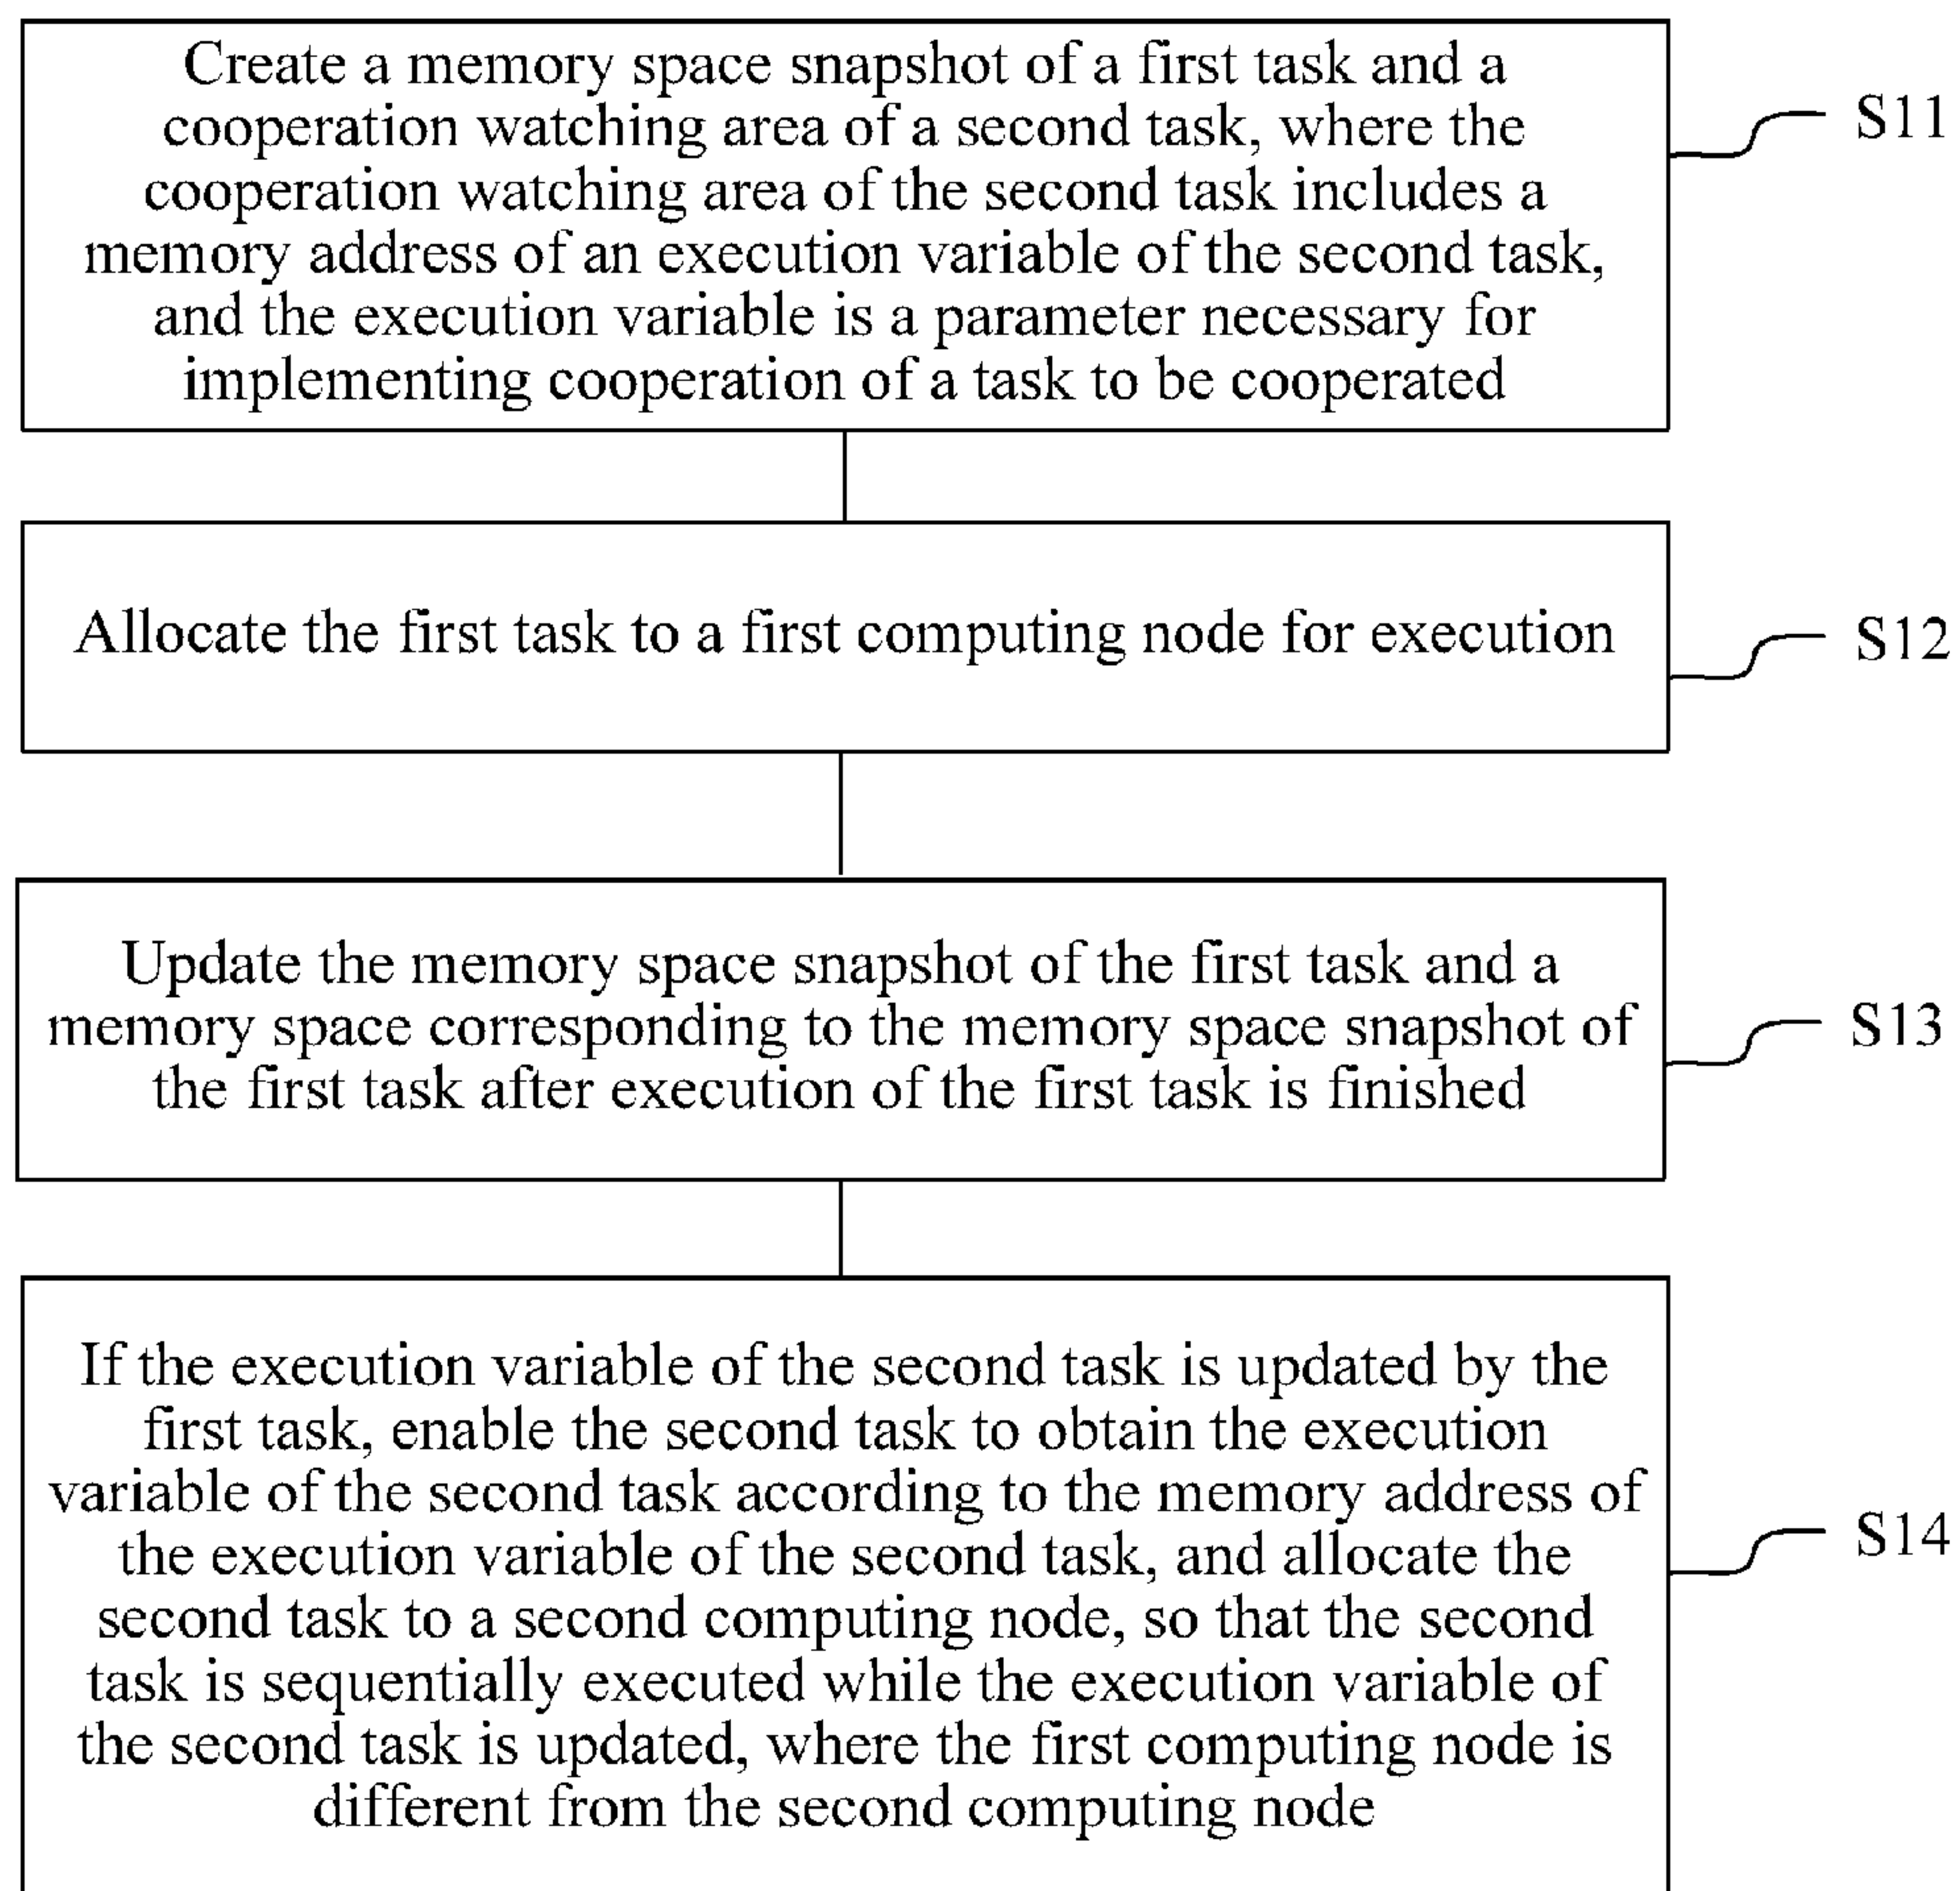 Create a memory space snapshot of a first task and a
cooperation watching area of a second task, where the
cooperation watching area of the second task includes a
memory address of an execution variable of the second task,
and the execution variable is a parameter necessary for
implementing cooperation of a task to be cooperated
S11
Allocate the first task to a first computing node for execution
S12
Update the memory space snapshot of the first task and a
memory space corresponding to the memory space snapshot of
the first task after execution of the first task is finished
S13
If the execution variable of the second task is updated by the
first task, enable the second task to obtain the execution
variable of the second task according to the memory address of
the execution variable of the second task, and allocate the
second task to a second computing node, so that the second
task is sequentially executed while the execution variable of
the second task is updated, where the first computing node is
different from the second computing node
S14